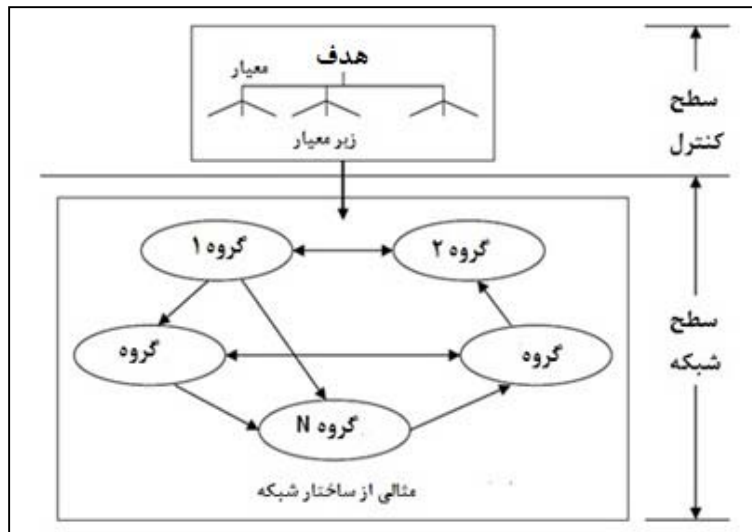 هدف
معیار
زیر معیار
سطح
کنترل
گروه ۱
گروه ۲
گروه
گروه
گروه N
مثالی از ساختار شبکه
سطح
شبکه